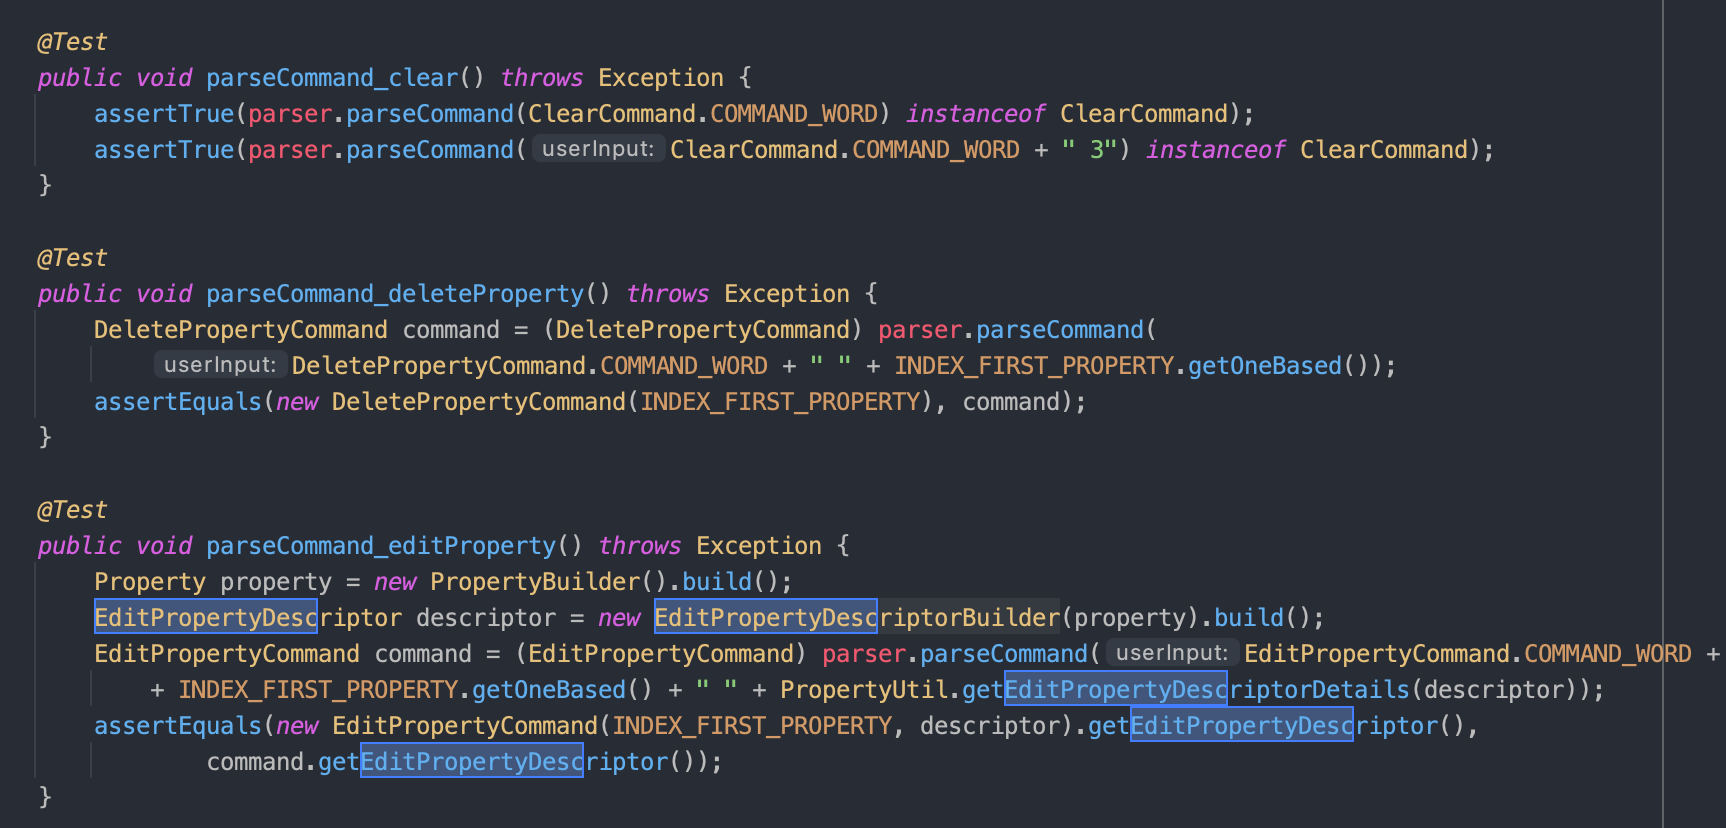 @Test
public void parseCommand_clear() throws Exception {
assertTrue(parser.parseCommand(ClearCommand.COMMAND_WORD) instanceof ClearCommand);
assertTrue(parser.parseCommand( userInput: ClearCommand.COMMAND_WORD + " 3") instanceof ClearCommand);
}
@Test
public void parseCommand_deleteProperty() throws Exception {
DeletePropertyCommand command = (DeletePropertyCommand) parser.parseCommand(
userInput: DeletePropertyCommand.COMMAND_WORD + " " + INDEX_FIRST_PROPERTY.getOneBased());
assertEquals(new DeletePropertyCommand(INDEX_FIRST_PROPERTY), command);
}
@Test
public void parseCommand_editProperty() throws Exception {
Property property = new PropertyBuilder().build();
EditPropertyDescriptor descriptor = new EditPropertyDescriptorBuilder(property).build();
EditPropertyCommand command = (EditPropertyCommand) parser.parseCommand( userInput: EditPropertyCommand.COMMAND_WORD +
+ INDEX_FIRST_PROPERTY.getOneBased() + " " + PropertyUtil.getEditPropertyDescriptorDetails(descriptor));
assertEquals(new EditPropertyCommand(INDEX_FIRST_PROPERTY, descriptor).getEditPropertyDescriptor(),
command.getEditPropertyDescriptor());
}